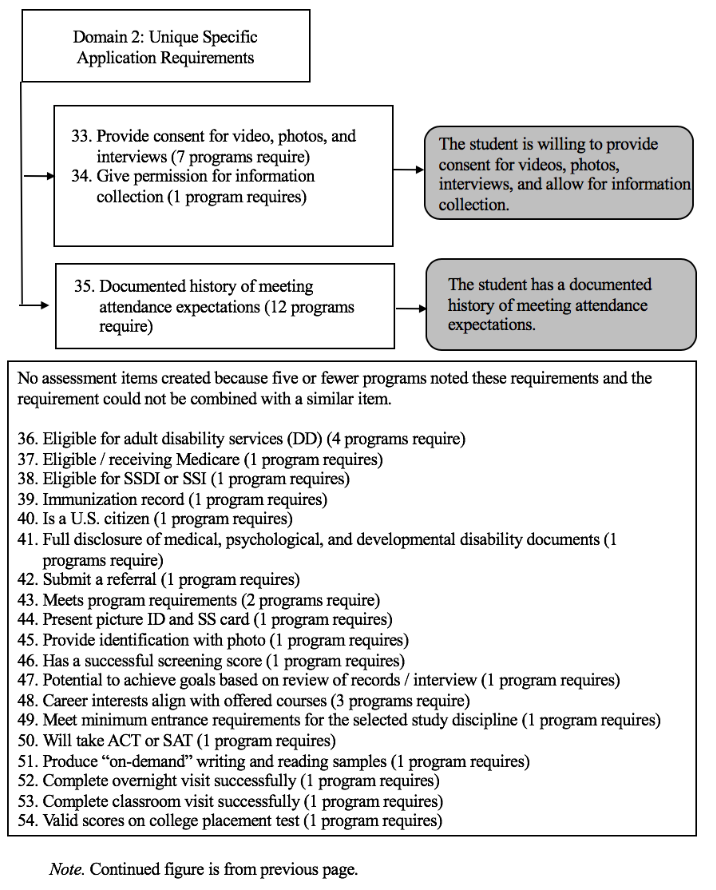 Domain 2: Unique Specific
Application Requirements
33. Provide consent for video, photos, and
interviews (7 programs require)
34. Give permission for information
collection (1 program requires)
The student is willing to provide
consent for videos, photos,
interviews, and allow for information
collection.
35. Documented history of meeting
attendance expectations (12 programs
require)
The student has a documented
history of meeting attendance
expectations.
No assessment items created because five or fewer programs noted these requirements and the
requirement could not be combined with a similar item.
36. Eligible for adult disability services (DD) (4 programs require)
37. Eligible / receiving Medicare (1 program requires)
38. Eligible for SSDI or SSI (1 program requires)
39. Immunization record (1 program requires)
40. Is a U.S. citizen (1 program requires)
41. Full disclosure of medical, psychological, and developmental disability documents (1
programs require)
42. Submit a referral (1 program requires)
43. Meets program requirements (2 programs require)
44. Present picture ID and SS card (1 program requires)
45. Provide identification with photo (1 program requires)
46. Has a successful screening score (1 program requires)
47. Potential to achieve goals based on review of records / interview (1 program requires)
48. Career interests align with offered courses (3 programs require)
49. Meet minimum entrance requirements for the selected study discipline (1 program requires)
50. Will take ACT or SAT (1 program requires)
51. Produce “on-demand” writing and reading samples (1 program requires)
52. Complete overnight visit successfully (1 program requires)
53. Complete classroom visit successfully (1 program requires)
54. Valid scores on college placement test (1 program requires)
Note. Continued figure is from previous page.